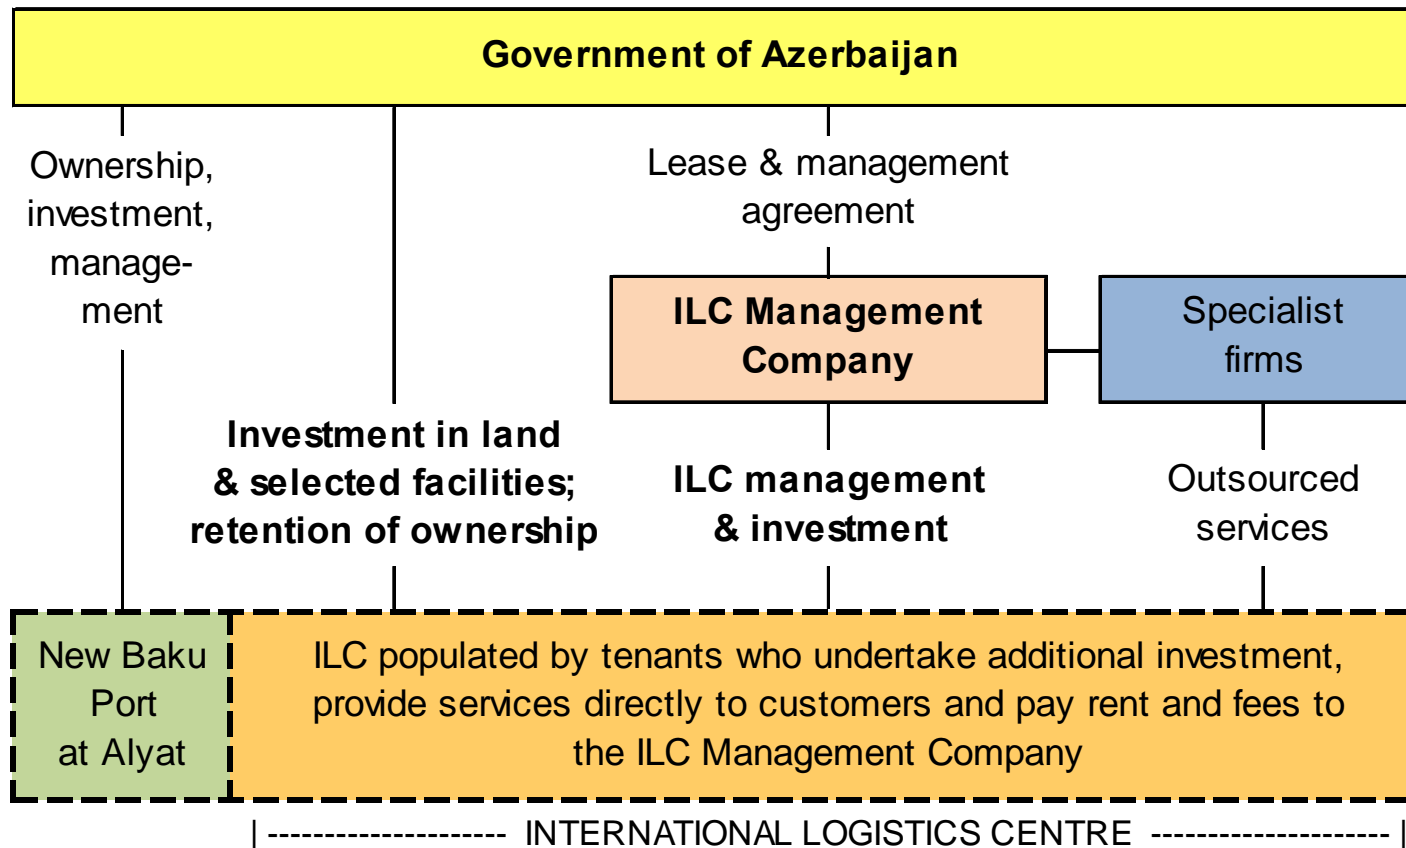 Government of Azerbaijan
Ownership,
investment,
manage-
ment
Lease & management
agreement
ILC Management
Company
Specialist
firms
Investment in land
& selected facilities;
retention of ownership
ILC management
& investment
Outsourced
services
New Baku
Port
at Alyat
ILC populated by tenants who undertake additional investment,
provide services directly to customers and pay rent and fees to
the ILC Management Company
| --------------------- INTERNATIONAL LOGISTICS CENTRE --------------------- |